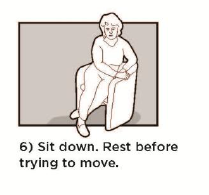 6) Sit down. Rest before
trying to move.